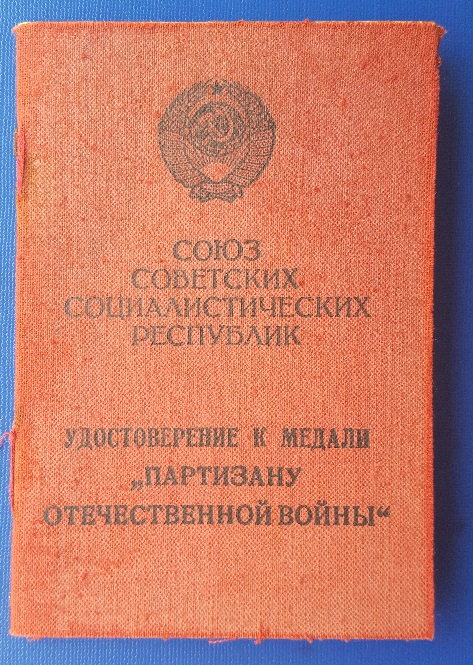 СОЮЗ
СОВЕТСКИХ
СОЦИАЛИСТИЧЕСКИХ
РЕСПУБЛИК
УДОСТОВЕРЕНИЕ К МЕДАЛИ
„ПАРТИЗАНУ
ОТЕЧЕСТВЕННОЙ ВОЙНЫ“